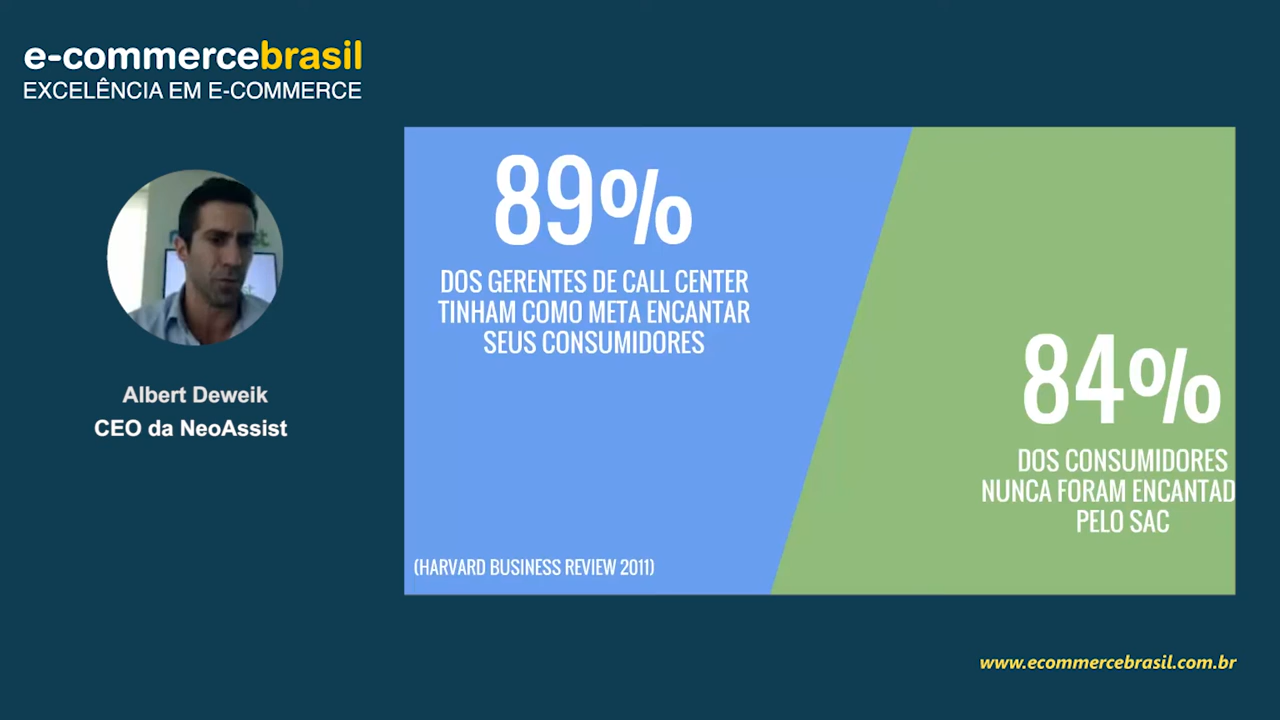 e-commercebrasil
EXCELÊNCIA EM E-COMMERCE
Albert Deweik
CEO da NeoAssist
89%
DOS GERENTES DE CALL CENTER
TINHAM COMO META ENCANTAR
SEUS CONSUMIDORES
84%
DOS CONSUMIDORES
NUNCA FORAM ENCANTAD
PELO SAC
(HARVARD BUSINESS REVIEW 2011)
www.ecommercebrasil.com.br